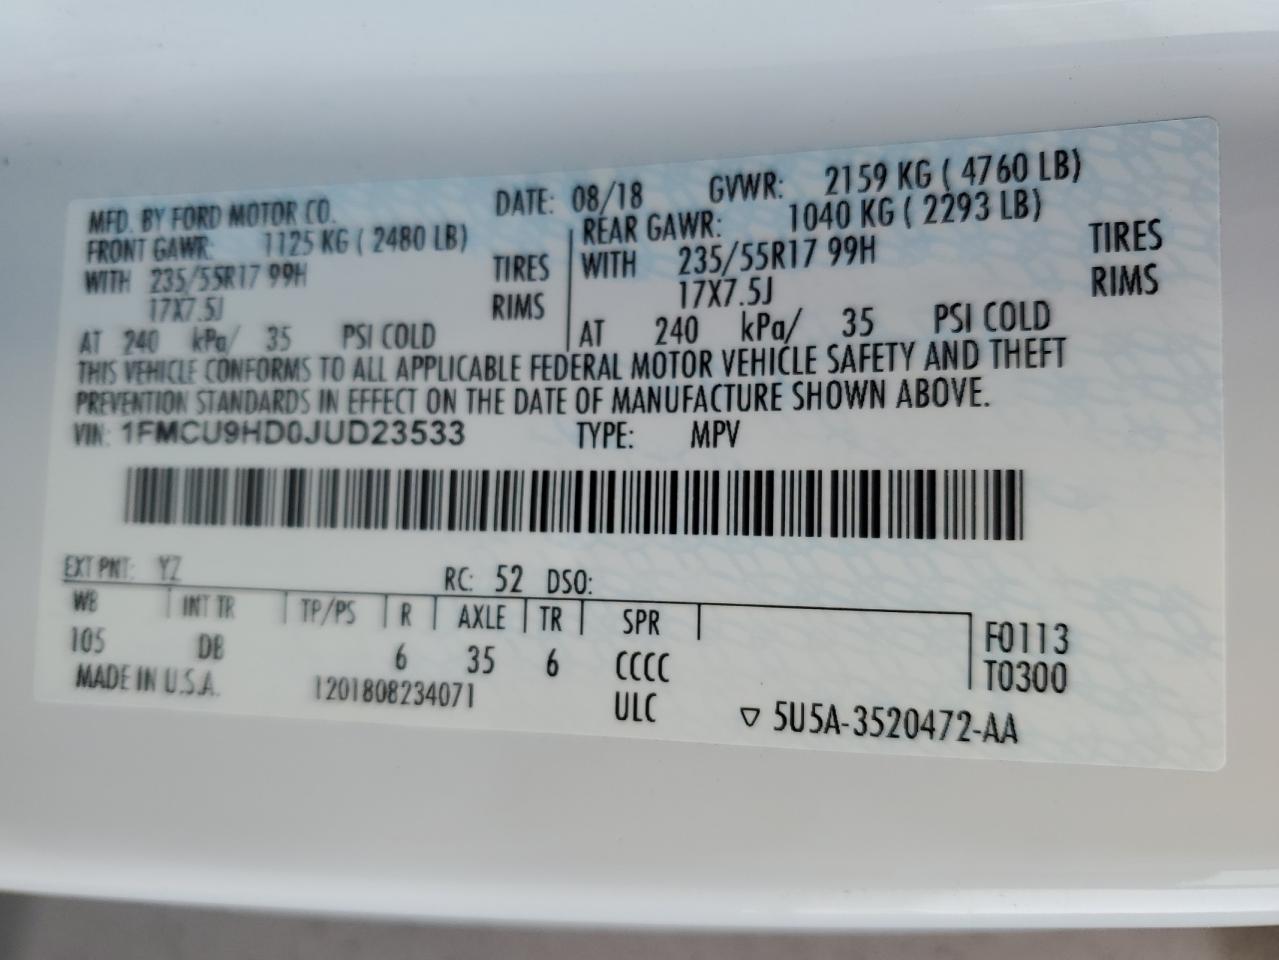 MFD. BY FORD MOTOR CO. DATE: 08/18 GVWR: 2159 KG ( 4760 LB)
FRONT GAWR: 1125 KG ( 2480 LB) REAR GAWR: 1040 KG ( 2293 LB)
WITH 235/55R17 99H TIRES WITH 235/55R17 99H TIRES
17X7.5J RIMS 17X7.5J RIMS
AT 240 kPa/ 35 PSI COLD AT 240 kPa/ 35 PSI COLD
THIS VEHICLE CONFORMS TO ALL APPLICABLE FEDERAL MOTOR VEHICLE SAFETY AND THEFT
PREVENTION STANDARDS IN EFFECT ON THE DATE OF MANUFACTURE SHOWN ABOVE.
VIN: 1FMCU9HD0JUD23533 TYPE: MPV
EXT PNT: YZ RC: 52 DSO:
WB INT TR TP/PS R AXLE TR SPR F0113
105 DB 6 35 6 CCCC T0300
MADE IN U.S.A. 1201808234071 ULC ▽ 5U5A-3520472-AA